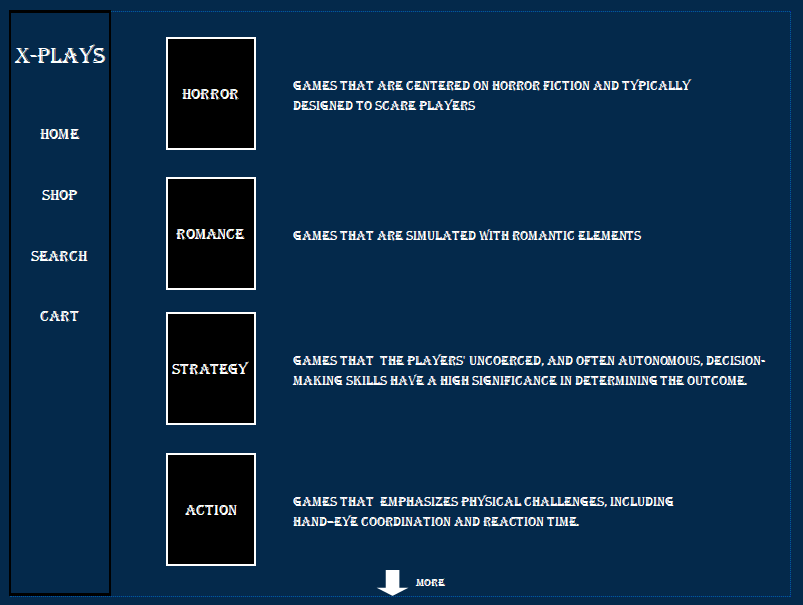 X-PLAYS
HOME
SHOP
SEARCH
CART
HORROR
GAMES THAT ARE CENTERED ON HORROR FICTION AND TYPICALLY
DESIGNED TO SCARE PLAYERS
ROMANCE
GAMES THAT ARE SIMULATED WITH ROMANTIC ELEMENTS
STRATEGY
GAMES THAT THE PLAYERS' UNCOERCED, AND OFTEN AUTONOMOUS, DECISION-
MAKING SKILLS HAVE A HIGH SIGNIFICANCE IN DETERMINING THE OUTCOME.
ACTION
GAMES THAT EMPHASIZES PHYSICAL CHALLENGES, INCLUDING
HAND–EYE COORDINATION AND REACTION TIME.
MORE